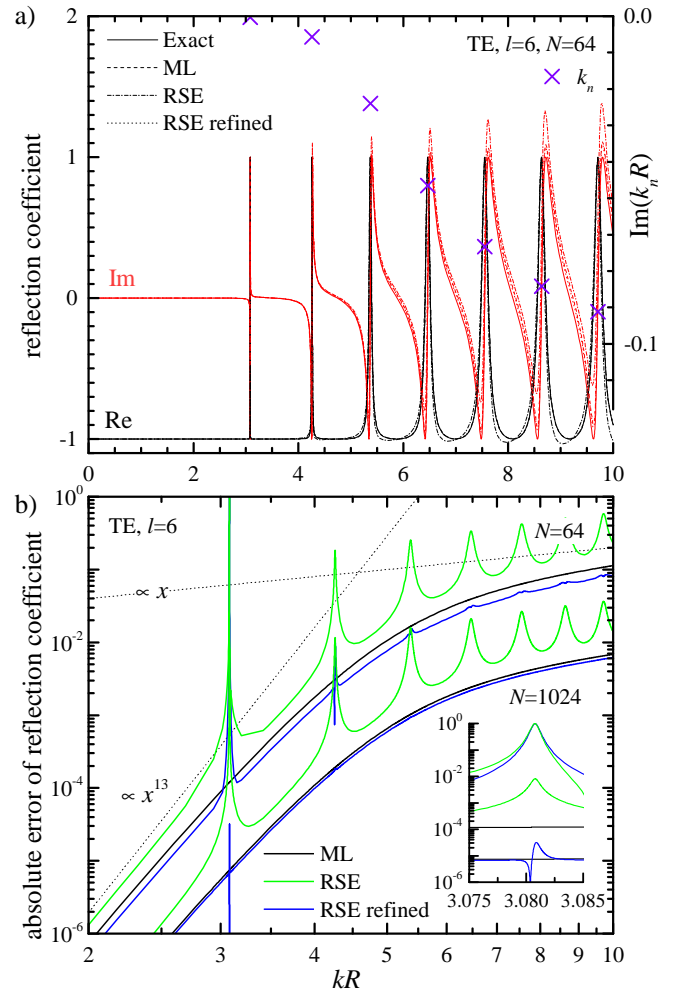 a)
2
1
0
-1
reflection coefficient
Exact
ML
RSE
RSE refined
TE, l=6, N=64
k_n
Im
Re
0.0
-0.1
Im(k_nR)
0 2 4 6 8 10
b)
10^0
10^-2
10^-4
10^-6
absolute error of reflection coefficient
TE, l=6
N=64
∝ x
N=1024
∝ x^13
ML
RSE
RSE refined
10^0
10^-2
10^-4
10^-6
3.075 3.080 3.085
2 3 4 5 6 7 8 9 10
kR